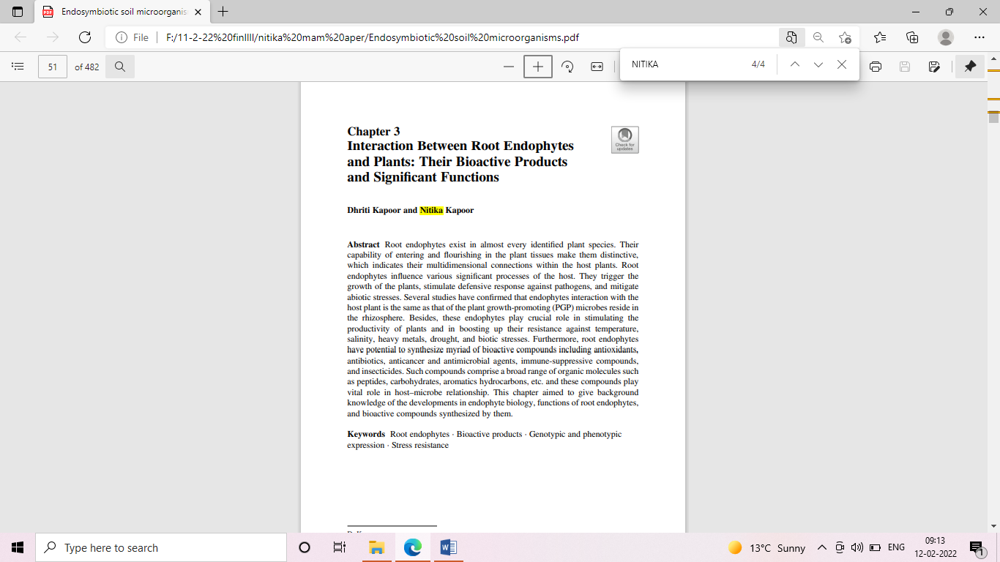 Endosymbiotic soil microorganis
File
F:/11-2-22%20finllll/nitika%20mam%20aper/Endosymbiotic%20soil%20microorganisms.pdf
51 of 482
NITIKA 4/4
Chapter 3
Interaction Between Root Endophytes
and Plants: Their Bioactive Products
and Significant Functions
Check for
updates
Dhriti Kapoor and Nitika Kapoor
Abstract Root endophytes exist in almost every identified plant species. Their
capability of entering and flourishing in the plant tissues make them distinctive,
which indicates their multidimensional connections within the host plants. Root
endophytes influence various significant processes of the host. They trigger the
growth of the plants, stimulate defensive response against pathogens, and mitigate
abiotic stresses. Several studies have confirmed that endophytes interaction with the
host plant is the same as that of the plant growth-promoting (PGP) microbes reside in
the rhizosphere. Besides, these endophytes play crucial role in stimulating the
productivity of plants and in boosting up their resistance against temperature,
salinity, heavy metals, drought, and biotic stresses. Furthermore, root endophytes
have potential to synthesize myriad of bioactive compounds including antioxidants,
antibiotics, anticancer and antimicrobial agents, immune-suppressive compounds,
and insecticides. Such compounds comprise a broad range of organic molecules such
as peptides, carbohydrates, aromatics hydrocarbons, etc. and these compounds play
vital role in host–microbe relationship. This chapter aimed to give background
knowledge of the developments in endophyte biology, functions of root endophytes,
and bioactive compounds synthesized by them.
Keywords Root endophytes · Bioactive products · Genotypic and phenotypic
expression · Stress resistance
Type here to search
13°C Sunny
ENG
09:13
12-02-2022
1